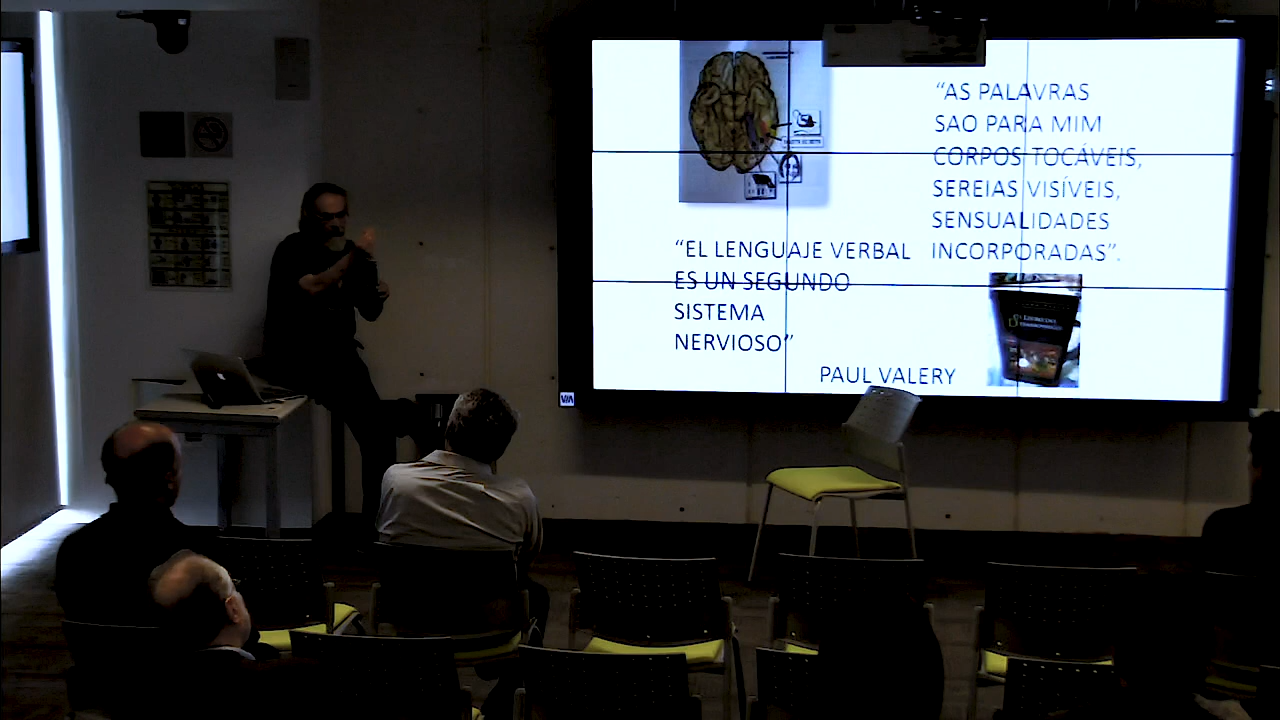 “AS PALAVRAS
SAO PARA MIM
CORPOS TOCÁVEIS,
SEREIAS VISÍVEIS,
SENSUALIDADES
INCORPORADAS”.
“EL LENGUAJE VERBAL
ES UN SEGUNDO
SISTEMA
NERVIOSO”
PAUL VALERY